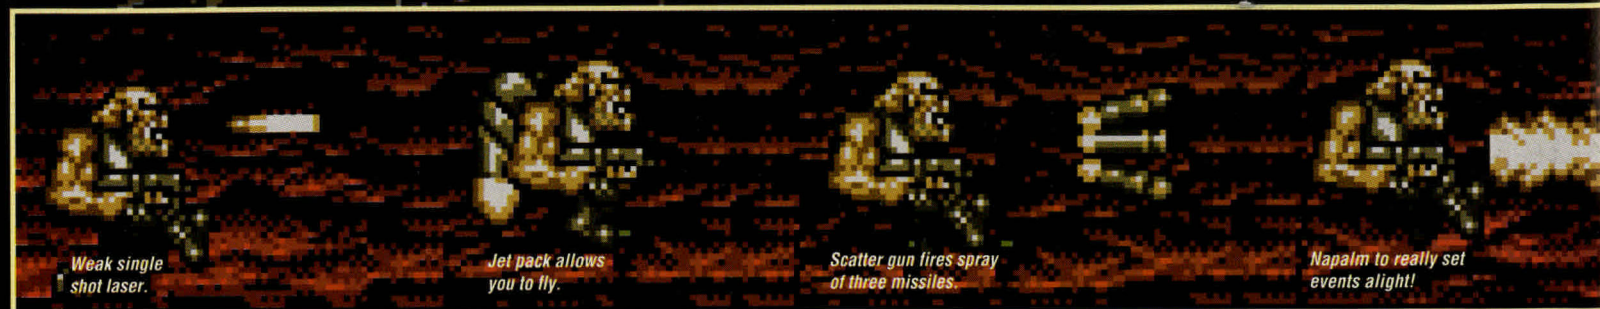 Weak single
shot laser.
Jet pack allows
you to fly.
Scatter gun fires spray
of three missiles.
Napalm to really set
events alight!